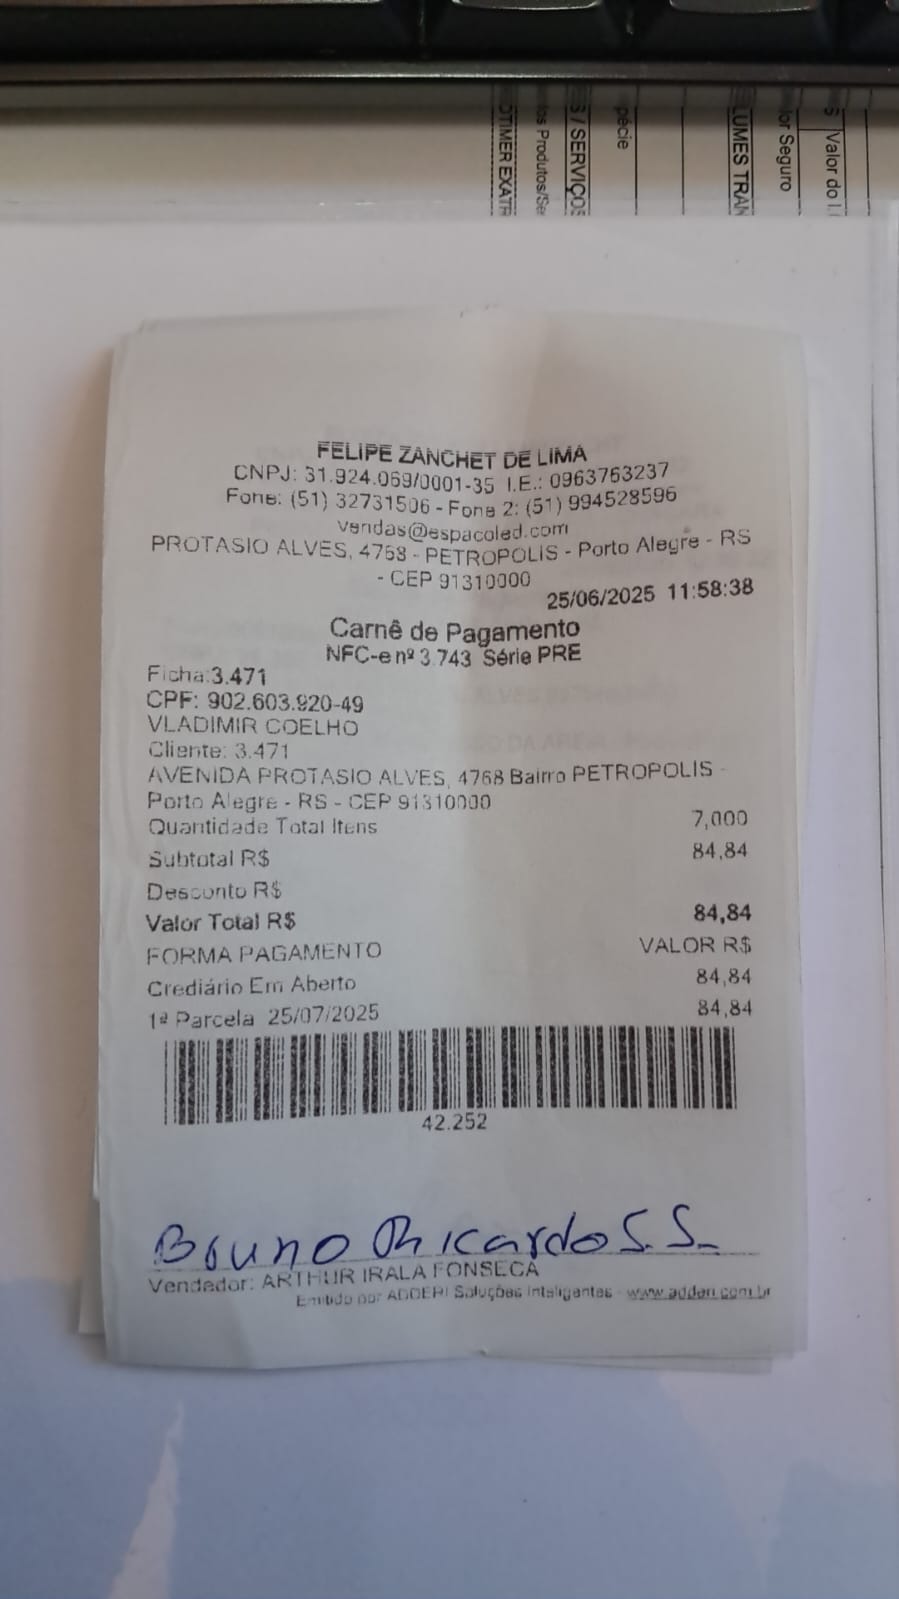 OTIMER EXATR
os Produtos/Se
S / SERVIÇOS
pécie
LUMES TRAN
lor Seguro
Valor do I.
FELIPE ZANCHET DE LIMA
CNPJ: 31.924.069/0001-35 I.E.: 0963763237
Fone: (51) 32731506 - Fone 2: (51) 994528596
vendas@espacoled.com
PROTASIO ALVES, 4768 - PETROPOLIS - Porto Alegre - RS
- CEP 91310000
25/06/2025 11:58:38
Carnê de Pagamento
NFC-e nº 3.743 Série PRE
Ficha:3.471
CPF: 902.603.920-49
VLADIMIR COELHO
Cliente: 3.471
AVENIDA PROTASIO ALVES, 4768 Bairro PETROPOLIS -
Porto Alegre - RS - CEP 91310000
Quantidade Total Itens 7,000
Subtotal R$ 84,84
Desconto R$
Valor Total R$ 84,84
FORMA PAGAMENTO VALOR R$
Crediário Em Aberto 84,84
1ª Parcela 25/07/2025 84,84
42.252
Bruno Ricardo S. S.
Vendedor: ARTHUR IRALA FONSECA
Emitido por ADDERI Soluções Inteligentes - www.adderi.com.br